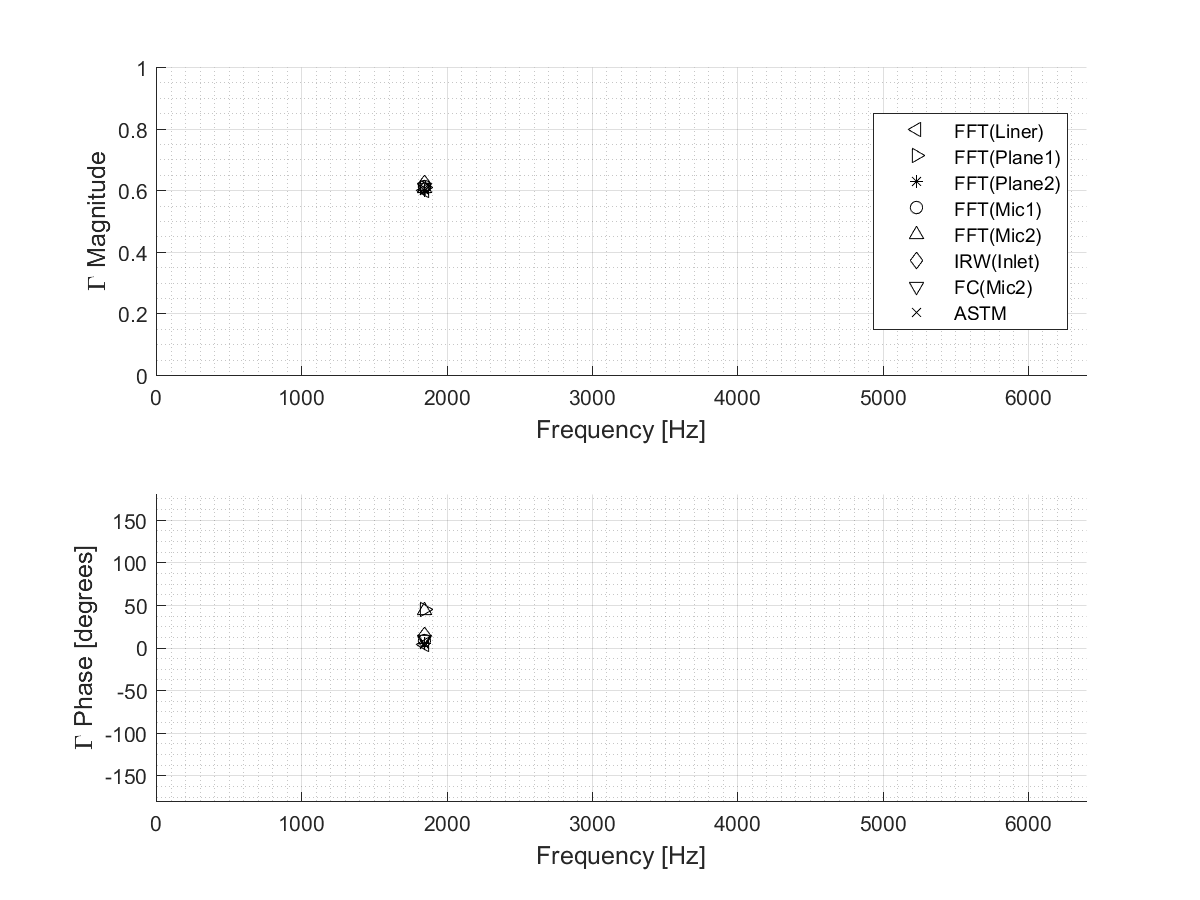 1
0.8
0.6
0.4
0.2
0
Γ Magnitude
0 1000 2000 3000 4000 5000 6000
Frequency [Hz]
FFT(Liner)
FFT(Plane1)
FFT(Plane2)
FFT(Mic1)
FFT(Mic2)
IRW(Inlet)
FC(Mic2)
ASTM
150
100
50
0
-50
-100
-150
Γ Phase [degrees]
0 1000 2000 3000 4000 5000 6000
Frequency [Hz]